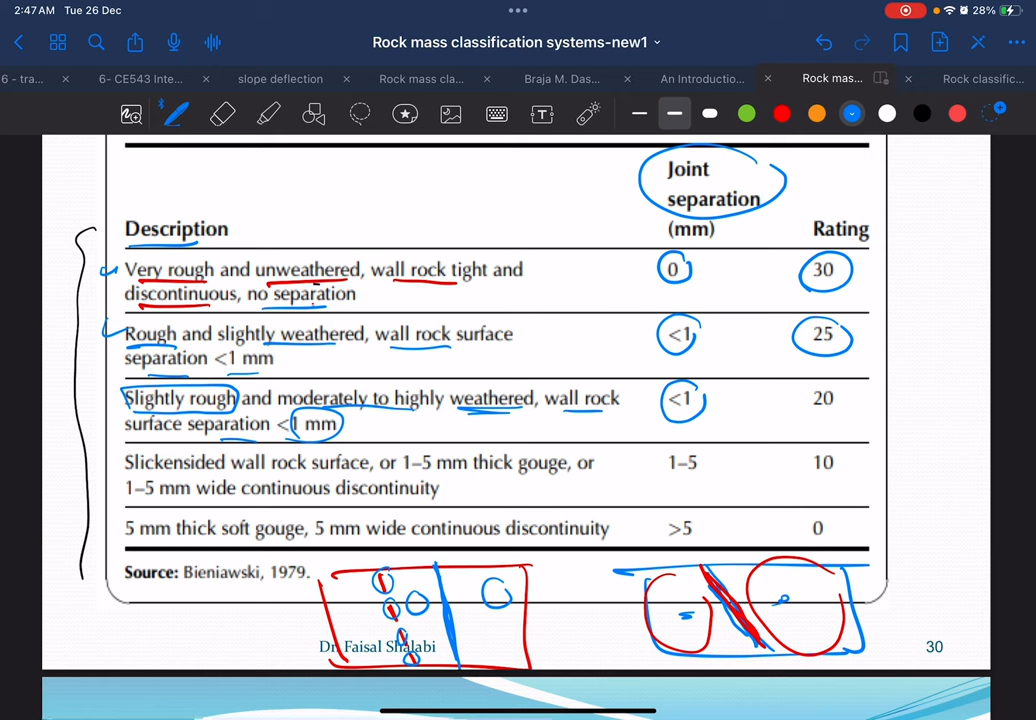 2:47AM Tue 26 Dec
28%
Rock mass classification systems-new1
6 - tra...
6- CE543 Inte...
slope deflection
Rock mass cla...
Braja M. Das...
An Introductio...
Rock mas...
Rock classific...
Joint
separation
Description (mm) Rating
Very rough and unweathered, wall rock tight and 0 30
discontinuous, no separation
Rough and slightly weathered, wall rock surface <1 25
separation <1 mm
Slightly rough and moderately to highly weathered, wall rock <1 20
surface separation <1 mm
Slickensided wall rock surface, or 1–5 mm thick gouge, or 1–5 10
1–5 mm wide continuous discontinuity
5 mm thick soft gouge, 5 mm wide continuous discontinuity >5 0
Source: Bieniawski, 1979.
Dr. Faisal Shalabi 30